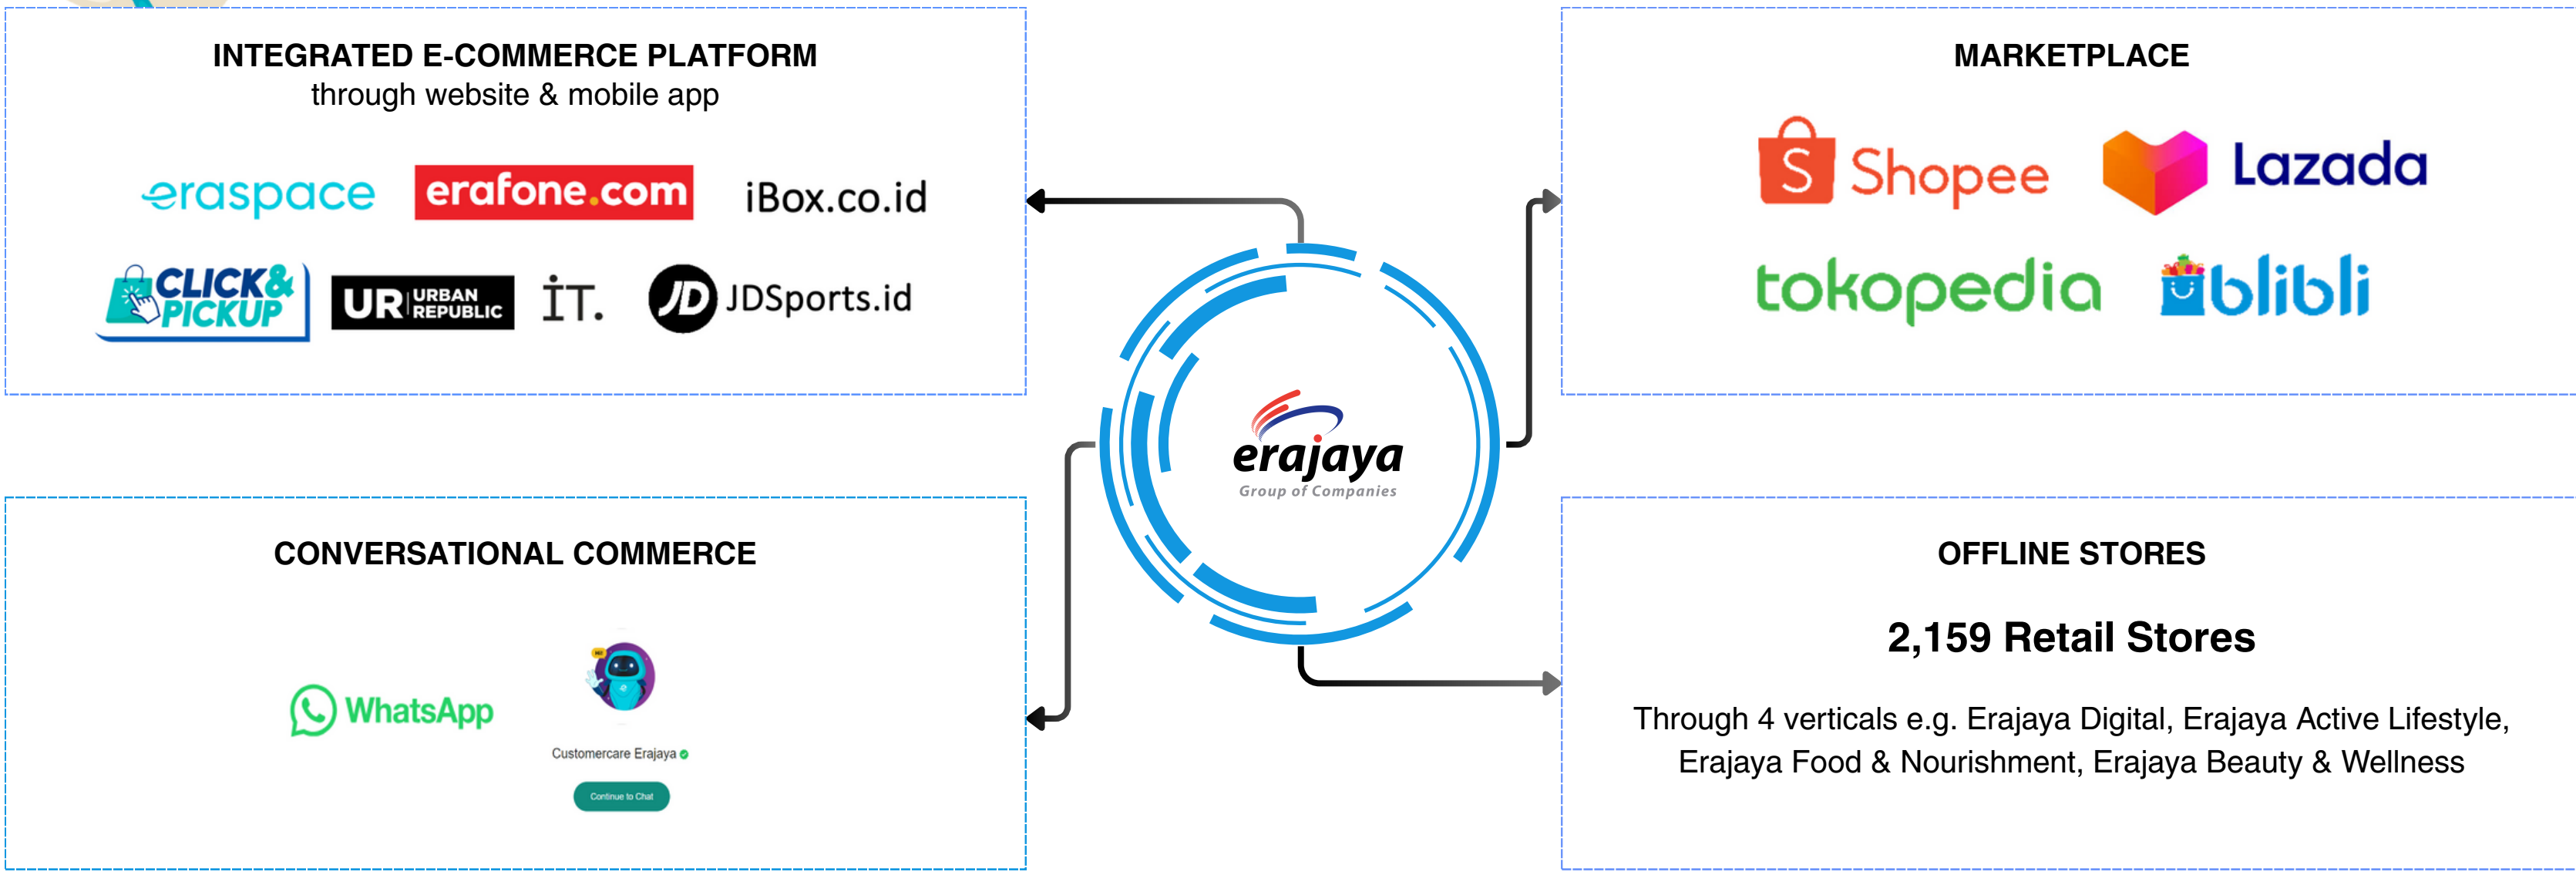 INTEGRATED E-COMMERCE PLATFORM
through website & mobile app
eraspace
erafone.com
iBox.co.id
CLICK&
PICKUP
UR URBAN
REPUBLIC
iT.
JD JDSports.id
MARKETPLACE
S Shopee
Lazada
tokopedia
blibli
erajaya
Group of Companies
CONVERSATIONAL COMMERCE
WhatsApp
Hi!
Customercare Erajaya
Continue to Chat
OFFLINE STORES
2,159 Retail Stores
Through 4 verticals e.g. Erajaya Digital, Erajaya Active Lifestyle,
Erajaya Food & Nourishment, Erajaya Beauty & Wellness